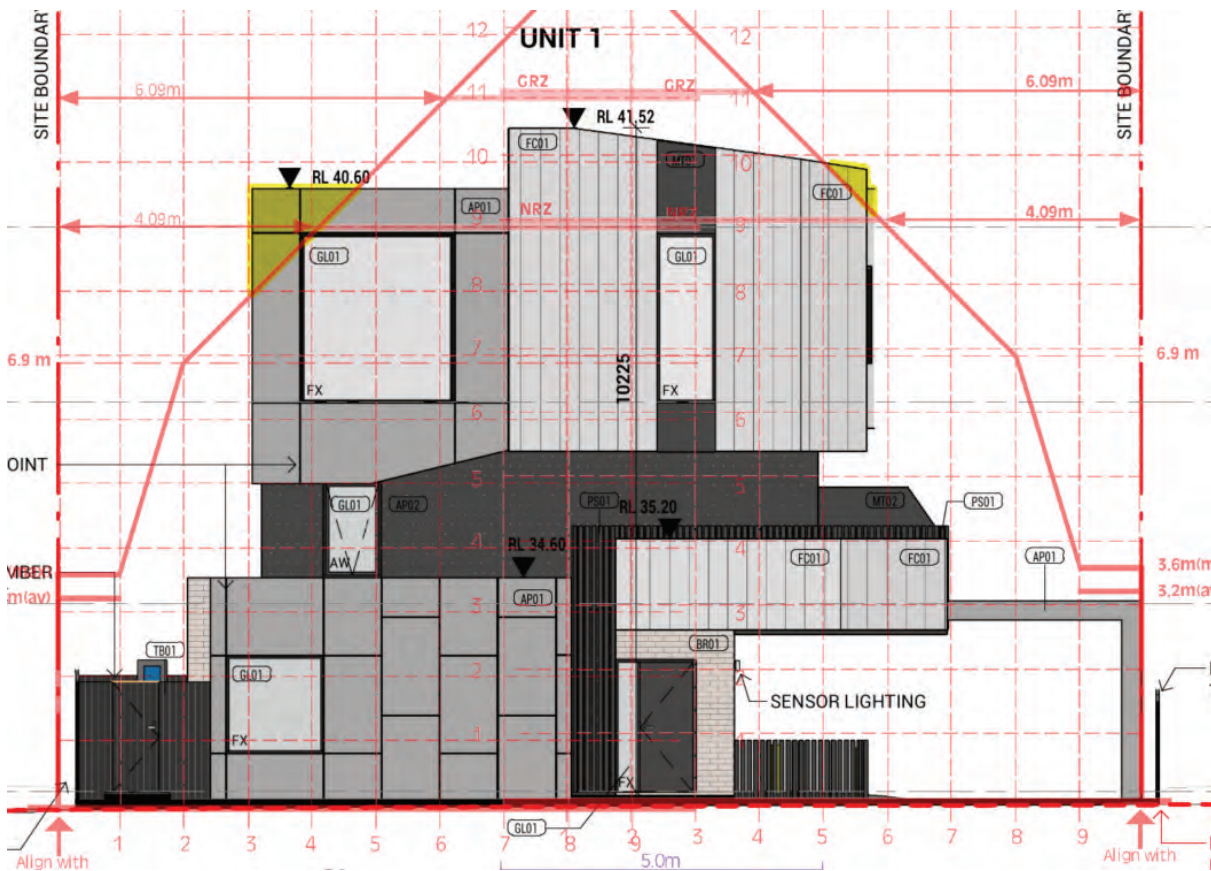 SITE BOUNDARY
12
UNIT 1
12
SITE BOUNDARY
6.09m
GRZ
GRZ
6.09m
11
11
RL 41.52
FC01
10
MT02
10
RL 40.60
FC01
AP01
4.09m
9
NRZ
NRZ
9
4.09m
GL01
GL01
8
8
6.9 m
7
7
6.9 m
10225
FX
FX
6
6
OINT
5
5
GL01
AP02
PS01
RL 35.20
MT02
PS01
RL 34.60
4
4
FC01
FC01
AP01
MBER
AW
3.6m(m
m(av)
3
AP01
3
3.2m(av
TB01
BR01
GL01
2
2
SENSOR LIGHTING
1
1
FX
FX
GL01
1
2
3
4
5
6
7
8
9
2
3
4
5
6
7
8
9
Align with
5.0m
Align with